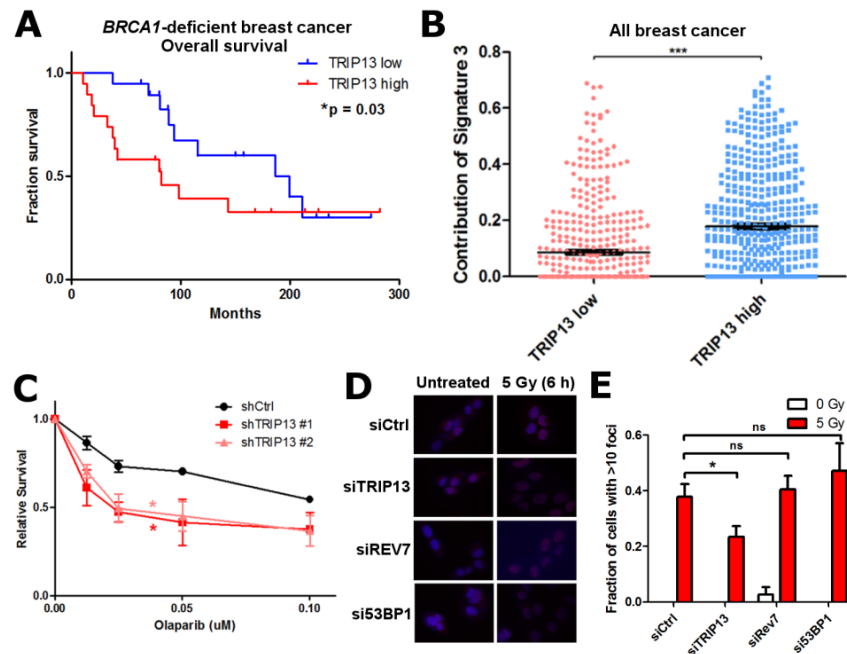 A
BRCA1-deficient breast cancer
Overall survival
TRIP13 low
TRIP13 high
*p = 0.03
Fraction survival
1.0
0.5
0.0
0
100
200
300
Months
B
All breast cancer
***
Contribution of Signature 3
0.8
0.6
0.4
0.2
0.0
TRIP13 low
TRIP13 high
C
shCtrl
shTRIP13 #1
shTRIP13 #2
Relative Survival
1.0
0.5
0.0
*
*
0.00
0.05
0.10
Olaparib (uM)
D
Untreated
5 Gy (6 h)
siCtrl
siTRIP13
siREV7
si53BP1
E
0 Gy
5 Gy
ns
ns
*
Fraction of cells with >10 foci
0.6
0.4
0.2
0.0
siCtrl
siTRIP13
siRev7
si53BP1